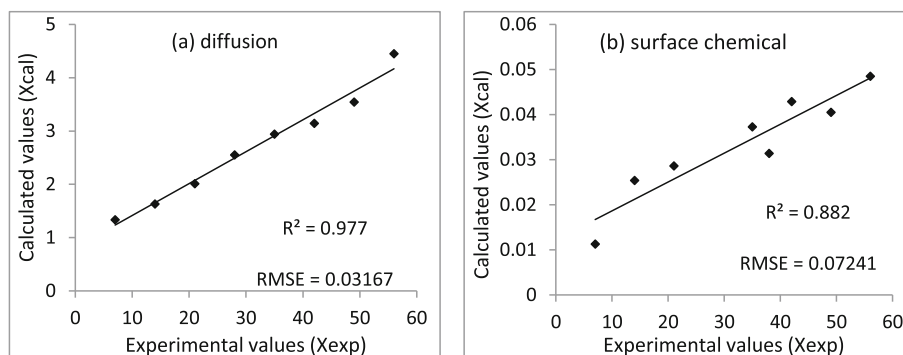 (a) diffusion
Calculated values (Xcal)
5
4
3
2
1
0
R² = 0.977
RMSE = 0.03167
0 10 20 30 40 50 60
Experimental values (Xexp)
(b) surface chemical
Calculated values (Xcal)
0.06
0.05
0.04
0.03
0.02
0.01
0
R² = 0.882
RMSE = 0.07241
0 10 20 30 40 50 60
Experimental values (Xexp)